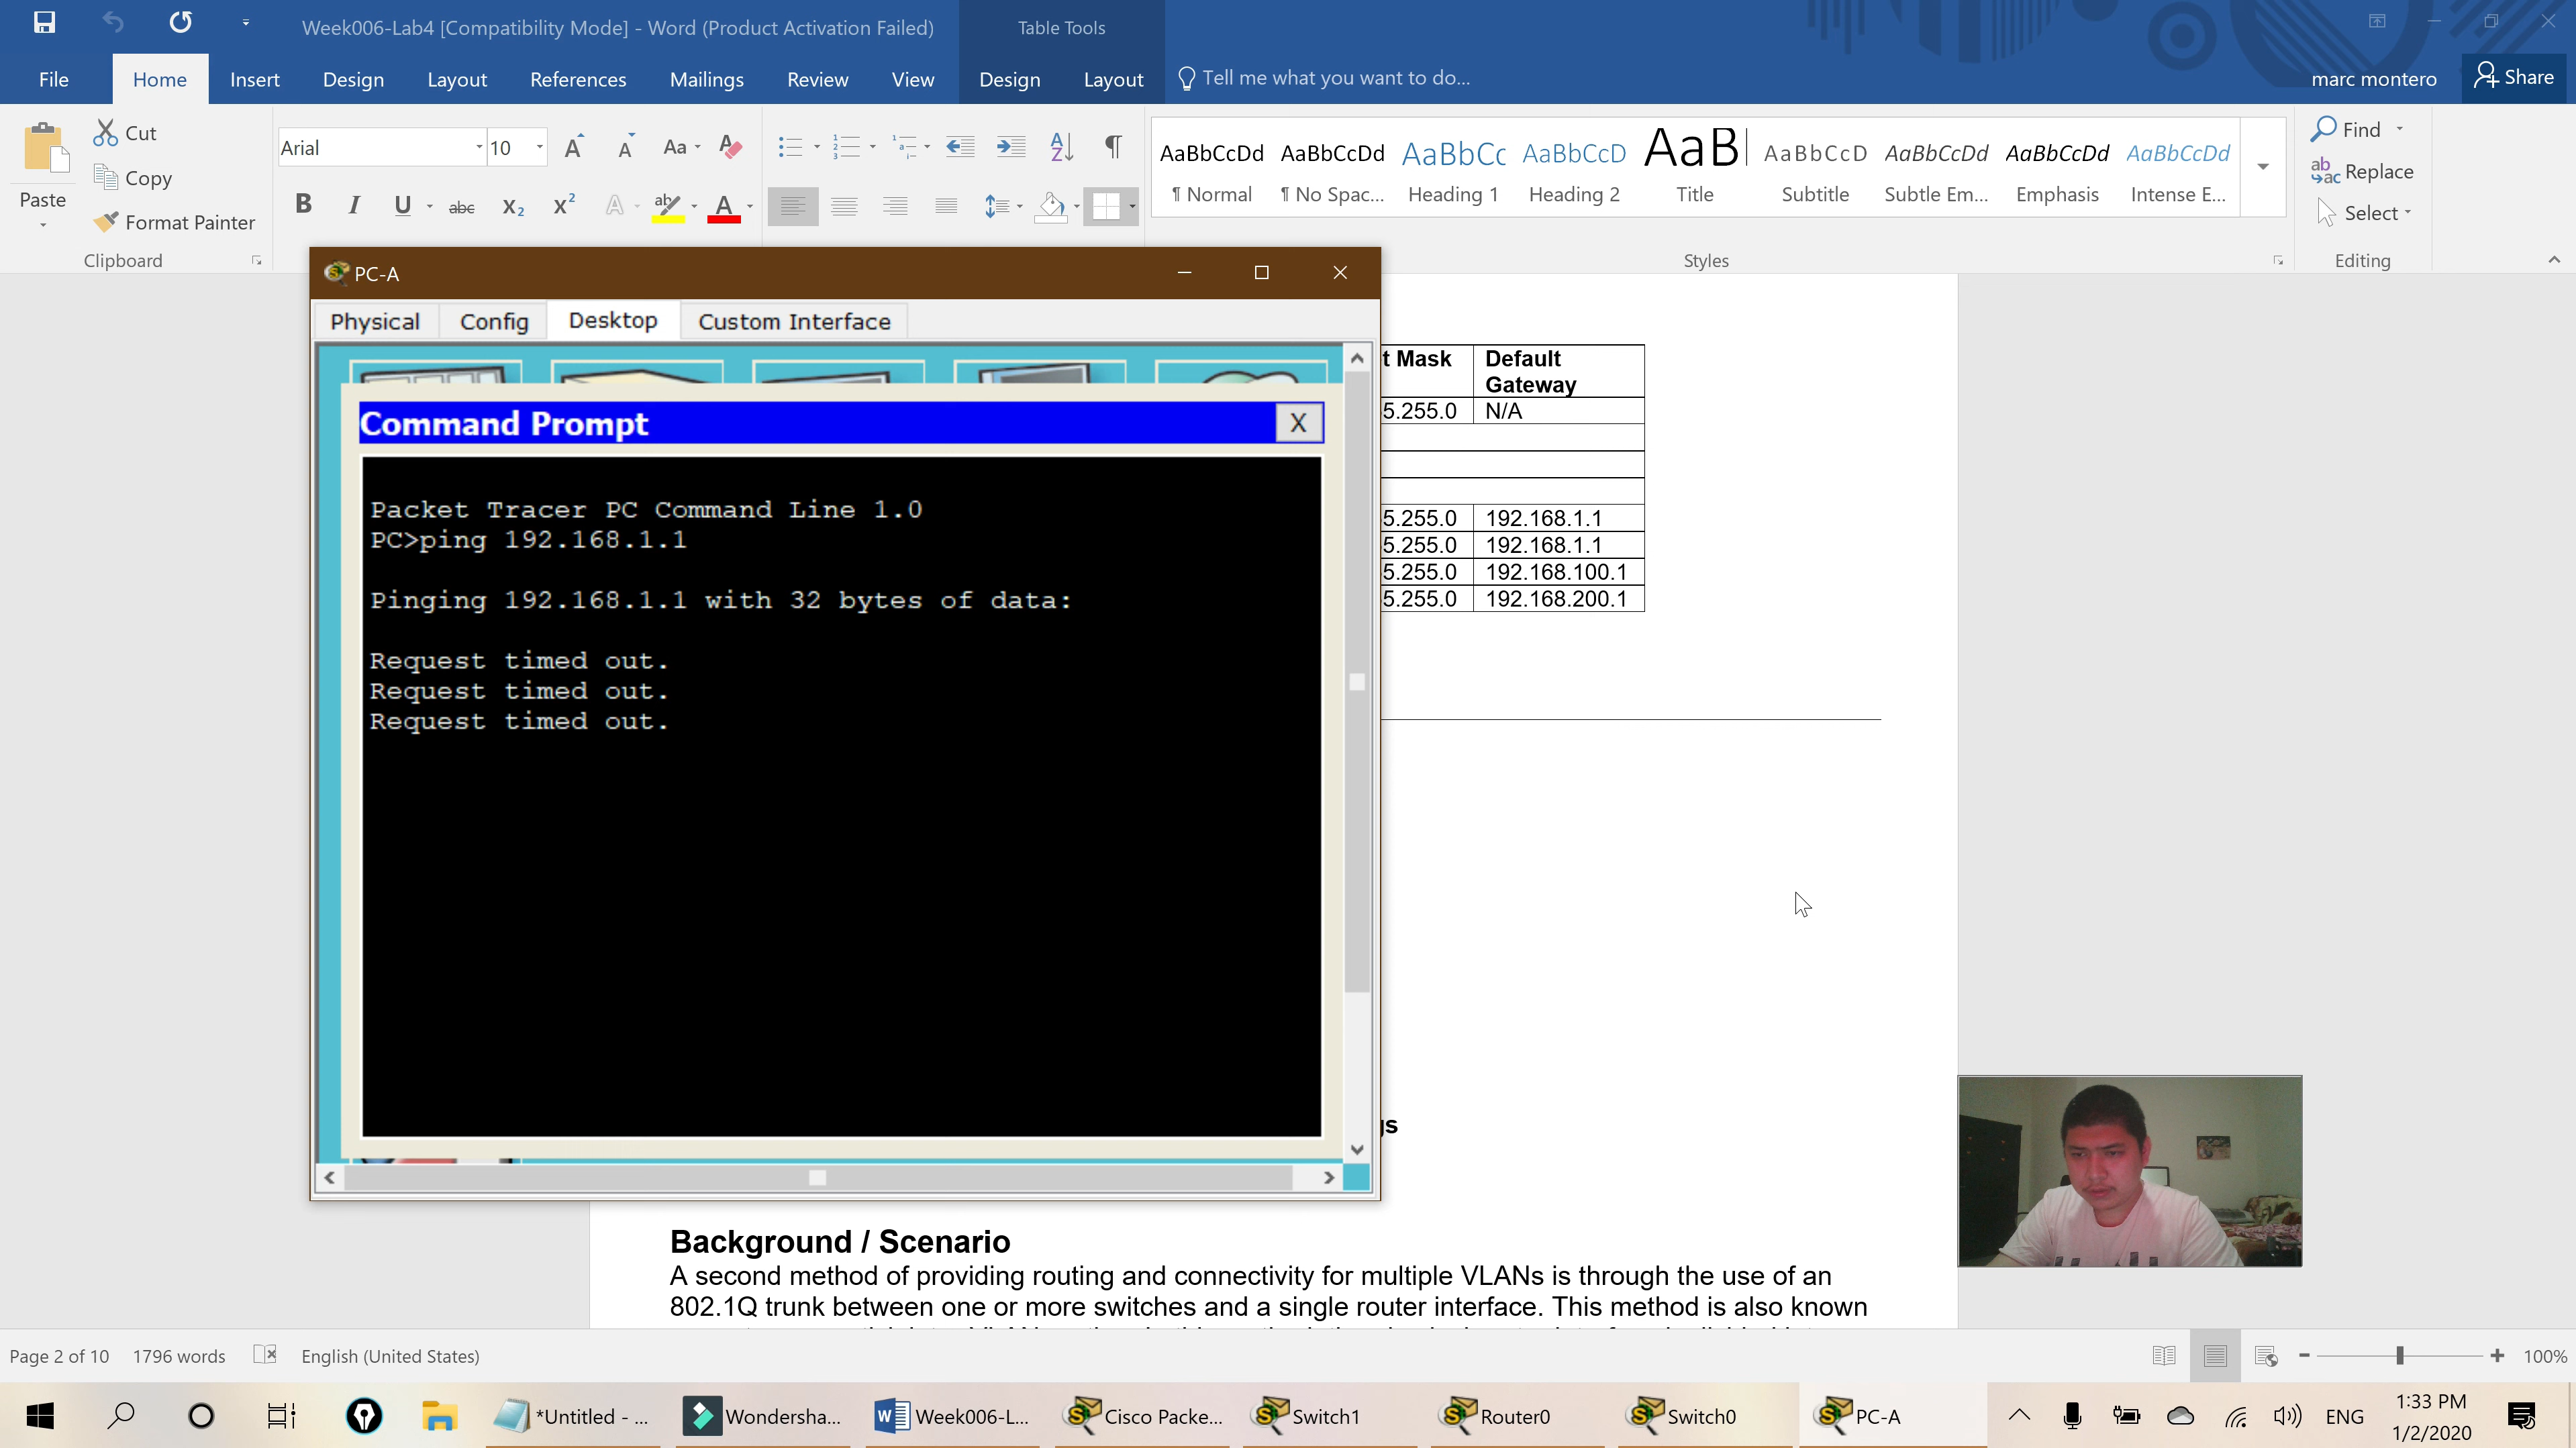 Week006-Lab4 [Compatibility Mode] - Word (Product Activation Failed)
Table Tools
File Home Insert Design Layout References Mailings Review View Design Layout Tell me what you want to do...
marc montero Share
Paste
Cut
Copy
Format Painter
Clipboard
Arial 10
AaBbCcDd AaBbCcDd AaBbCc AaBbCcD AaB AaBbCcD AaBbCcDd AaBbCcDd AaBbCcDd
¶ Normal ¶ No Spac... Heading 1 Heading 2 Title Subtitle Subtle Em... Emphasis Intense E...
Styles
Find
Replace
Select
Editing
PC-A
Physical Config Desktop Custom Interface
Command Prompt X
Packet Tracer PC Command Line 1.0
PC>ping 192.168.1.1
Pinging 192.168.1.1 with 32 bytes of data:
Request timed out.
Request timed out.
Request timed out.
t Mask Default
Gateway
5.255.0 N/A
5.255.0 192.168.1.1
5.255.0 192.168.1.1
5.255.0 192.168.100.1
5.255.0 192.168.200.1
gs
Background / Scenario
A second method of providing routing and connectivity for multiple VLANs is through the use of an
802.1Q trunk between one or more switches and a single router interface. This method is also known
Page 2 of 10 1796 words English (United States) 100%
*Untitled - ... Wondersha... Week006-L... Cisco Packe... Switch1 Router0 Switch0 PC-A ENG
1:33 PM
1/2/2020